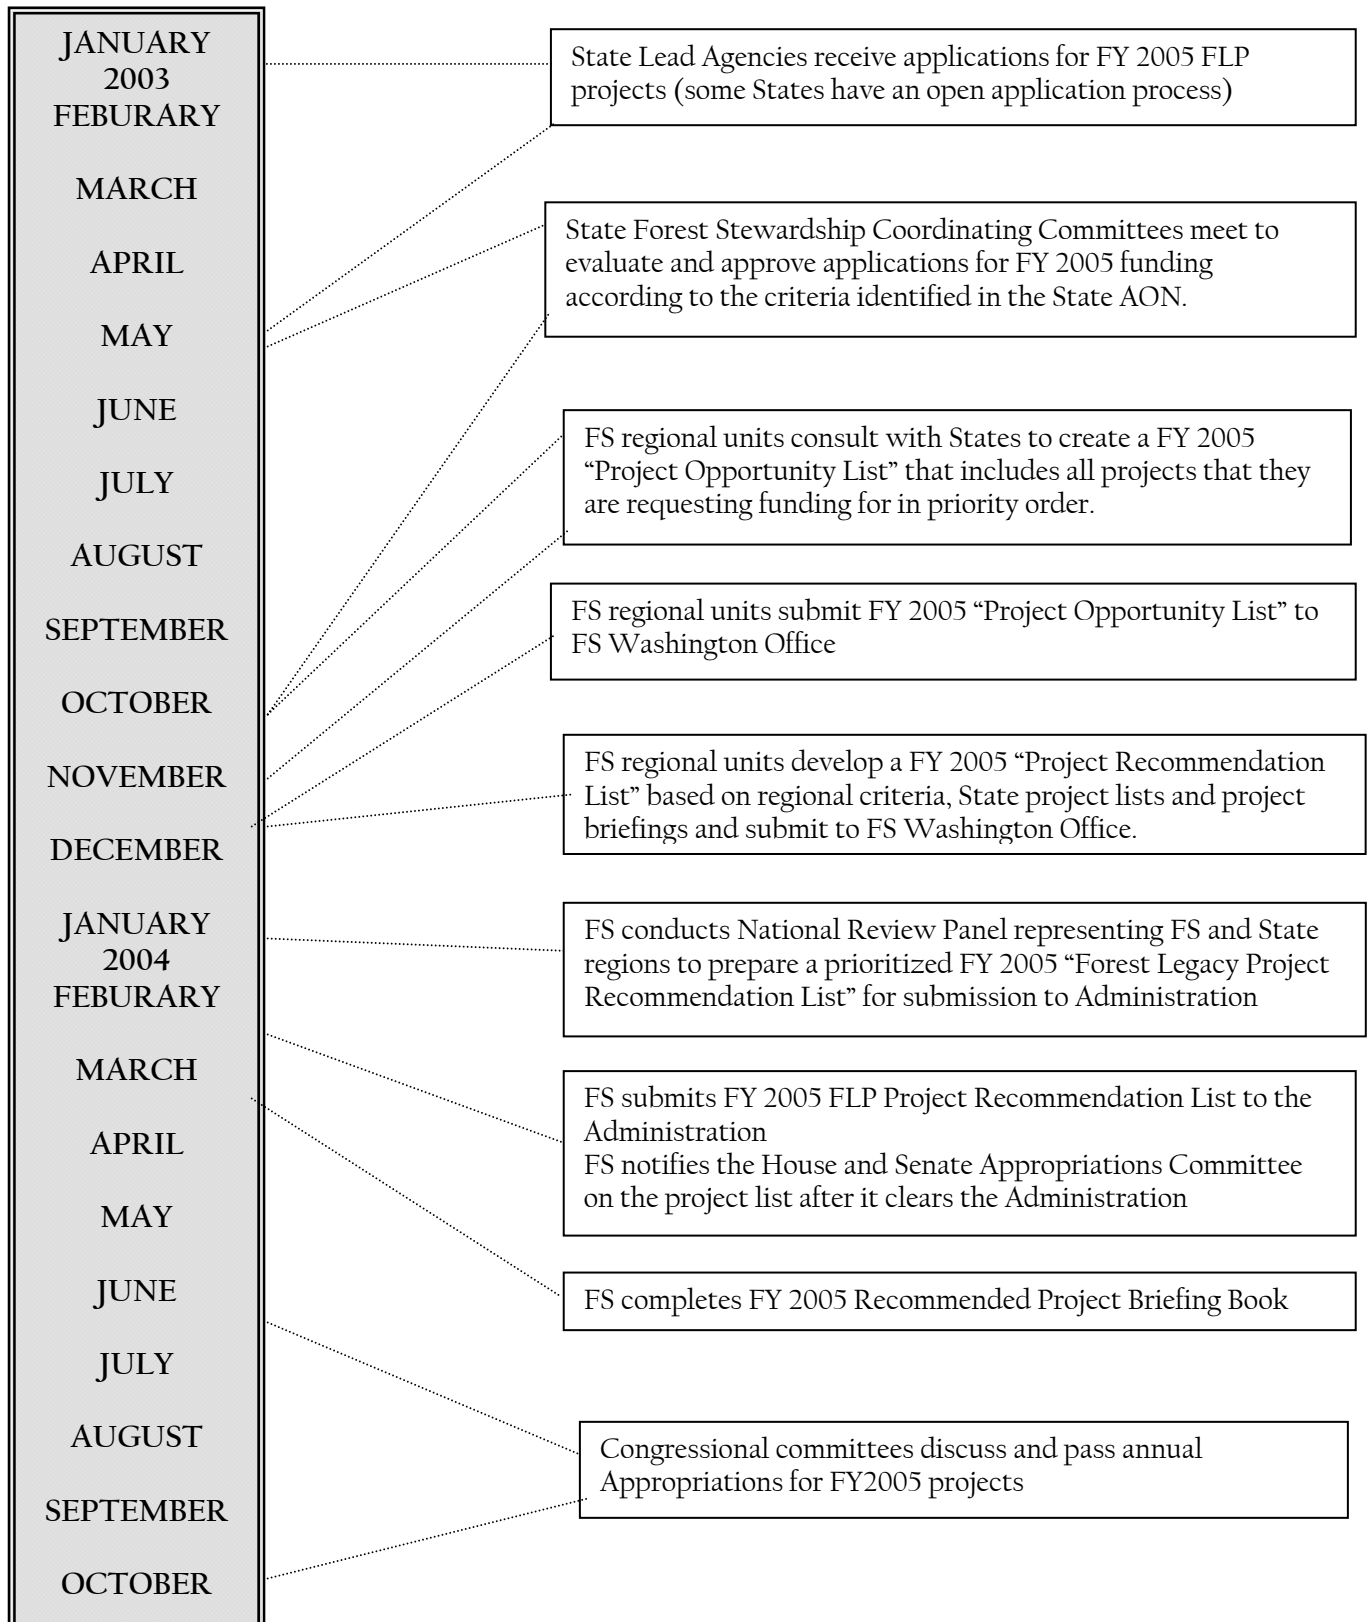 JANUARY
2003
FEBURARY
MARCH
APRIL
MAY
JUNE
JULY
AUGUST
SEPTEMBER
OCTOBER
NOVEMBER
DECEMBER
JANUARY
2004
FEBURARY
MARCH
APRIL
MAY
JUNE
JULY
AUGUST
SEPTEMBER
OCTOBER
State Lead Agencies receive applications for FY 2005 FLP
projects (some States have an open application process)
State Forest Stewardship Coordinating Committees meet to
evaluate and approve applications for FY 2005 funding
according to the criteria identified in the State AON.
FS regional units consult with States to create a FY 2005
“Project Opportunity List” that includes all projects that they
are requesting funding for in priority order.
FS regional units submit FY 2005 “Project Opportunity List” to
FS Washington Office
FS regional units develop a FY 2005 “Project Recommendation
List” based on regional criteria, State project lists and project
briefings and submit to FS Washington Office.
FS conducts National Review Panel representing FS and State
regions to prepare a prioritized FY 2005 “Forest Legacy Project
Recommendation List” for submission to Administration
FS submits FY 2005 FLP Project Recommendation List to the
Administration
FS notifies the House and Senate Appropriations Committee
on the project list after it clears the Administration
FS completes FY 2005 Recommended Project Briefing Book
Congressional committees discuss and pass annual
Appropriations for FY2005 projects